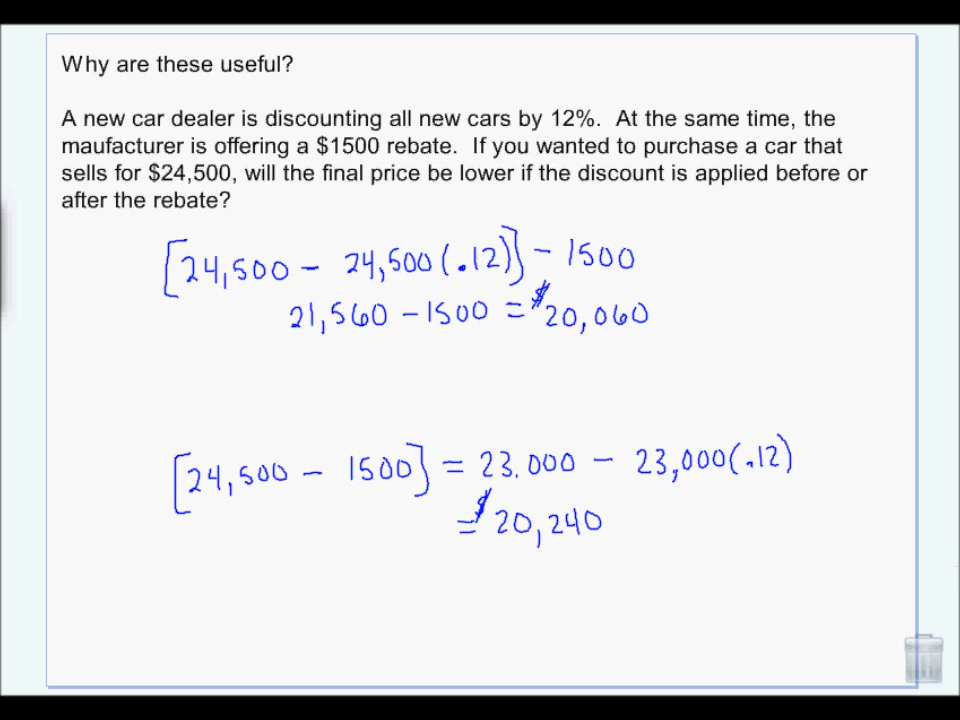 Why are these useful?
A new car dealer is discounting all new cars by 12%. At the same time, the
maufacturer is offering a $1500 rebate. If you wanted to purchase a car that
sells for $24,500, will the final price be lower if the discount is applied before or
after the rebate?
[24,500 - 24,500(.12)] - 1500
21,560 - 1500 = $20,060
[24,500 - 1500] = 23.000 - 23,000(.12)
= $20,240